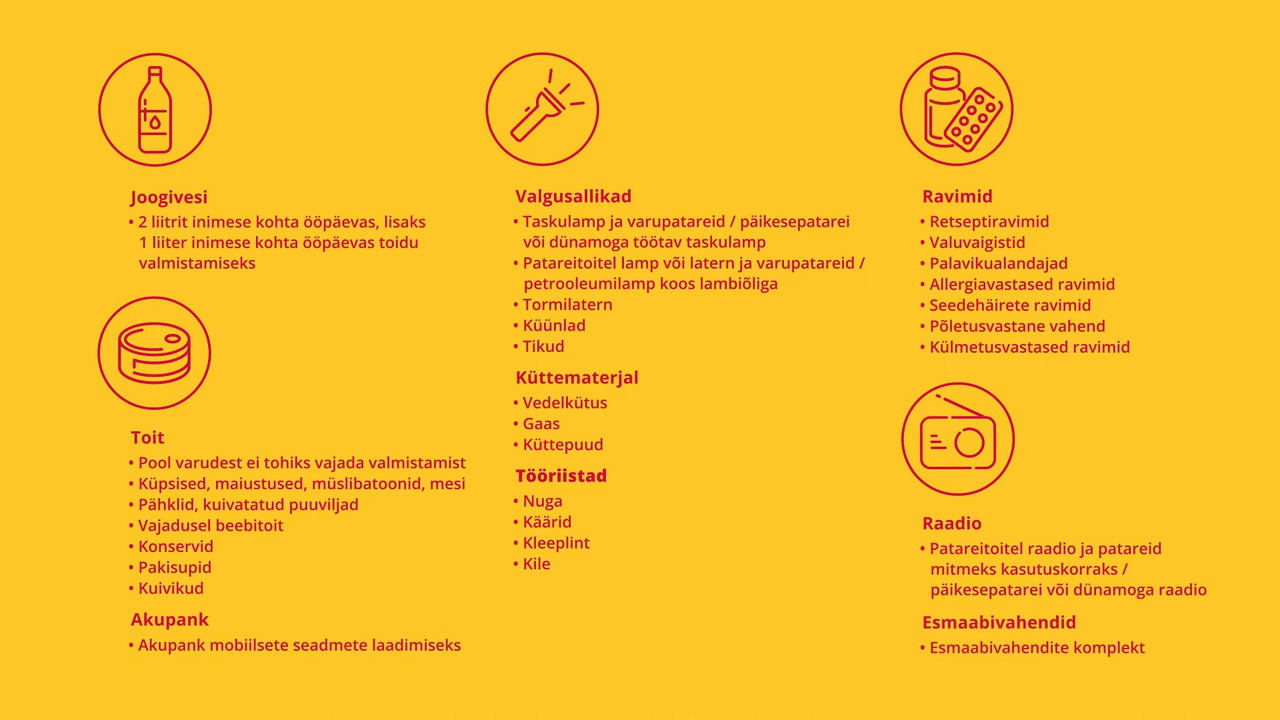 Joogivesi
• 2 liitrit inimese kohta ööpäevas, lisaks
1 liiter inimese kohta ööpäevas toidu
valmistamiseks
Toit
• Pool varudest ei tohiks vajada valmistamist
• Küpsised, maiustused, müslibatoonid, mesi
• Pähklid, kuivatatud puuviljad
• Vajadusel beebitoit
• Konservid
• Pakisupid
• Kuivikud
Akupank
• Akupank mobiilsete seadmete laadimiseks
Valgusallikad
• Taskulamp ja varupatareid / päikesepatarei
või dünamoga töötav taskulamp
• Patareitoitel lamp või latern ja varupatareid /
petrooleumilamp koos lambiõliga
• Tormilatern
• Küünlad
• Tikud
Küttematerjal
• Vedelkütus
• Gaas
• Küttepuud
Tööriistad
• Nuga
• Käärid
• Kleeplint
• Kile
Ravimid
• Retseptiravimid
• Valuvaigistid
• Palavikualandajad
• Allergiavastased ravimid
• Seedehäirete ravimid
• Põletusvastane vahend
• Külmetusvastased ravimid
Raadio
• Patareitoitel raadio ja patareid
mitmeks kasutuskorraks /
päikesepatarei või dünamoga raadio
Esmaabivahendid
• Esmaabivahendite komplekt